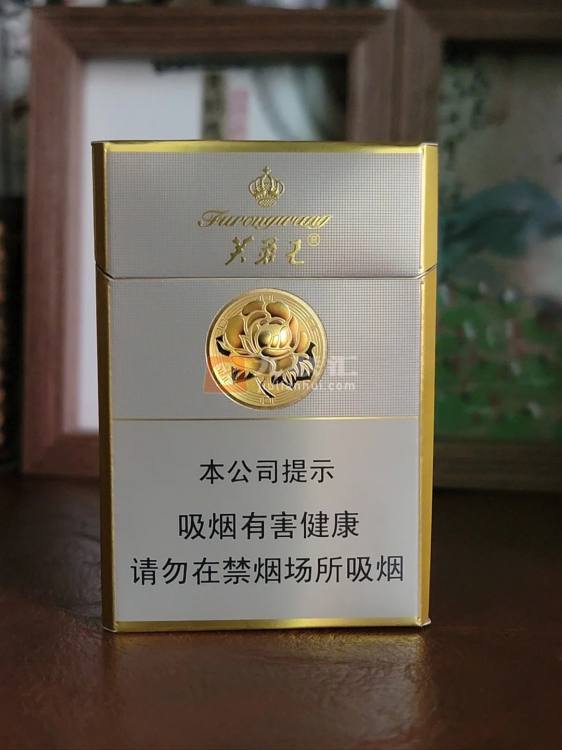 Furongwang
芙蓉王®
本公司提示
吸烟有害健康
请勿在禁烟场所吸烟